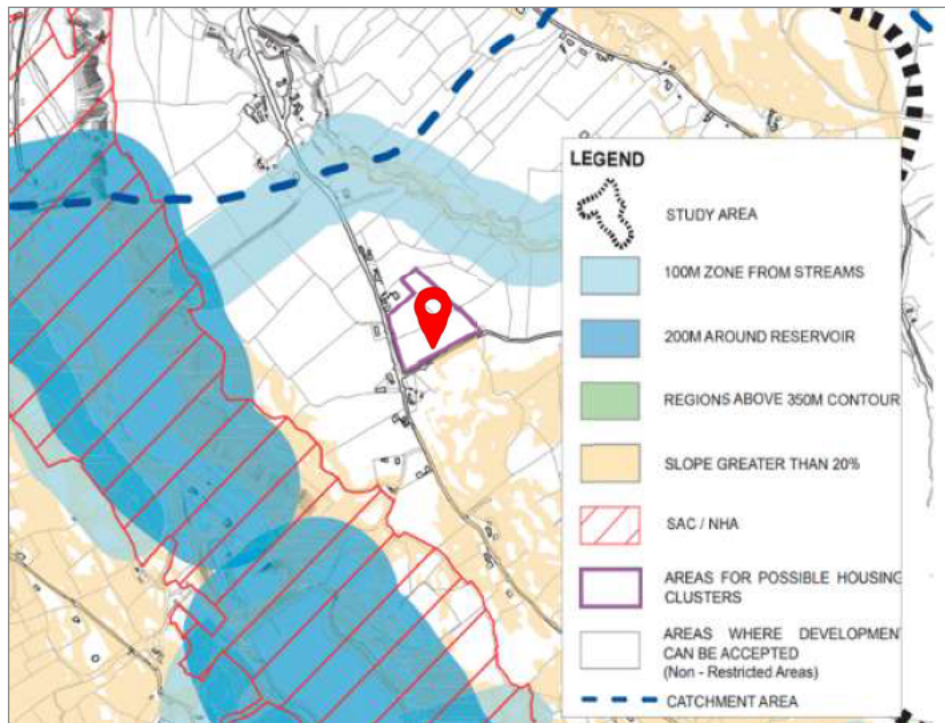 LEGEND
STUDY AREA
100M ZONE FROM STREAMS
200M AROUND RESERVOIR
REGIONS ABOVE 350M CONTOUR
SLOPE GREATER THAN 20%
SAC / NHA
AREAS FOR POSSIBLE HOUSING
CLUSTERS
AREAS WHERE DEVELOPMENT
CAN BE ACCEPTED
(Non - Restricted Areas)
CATCHMENT AREA